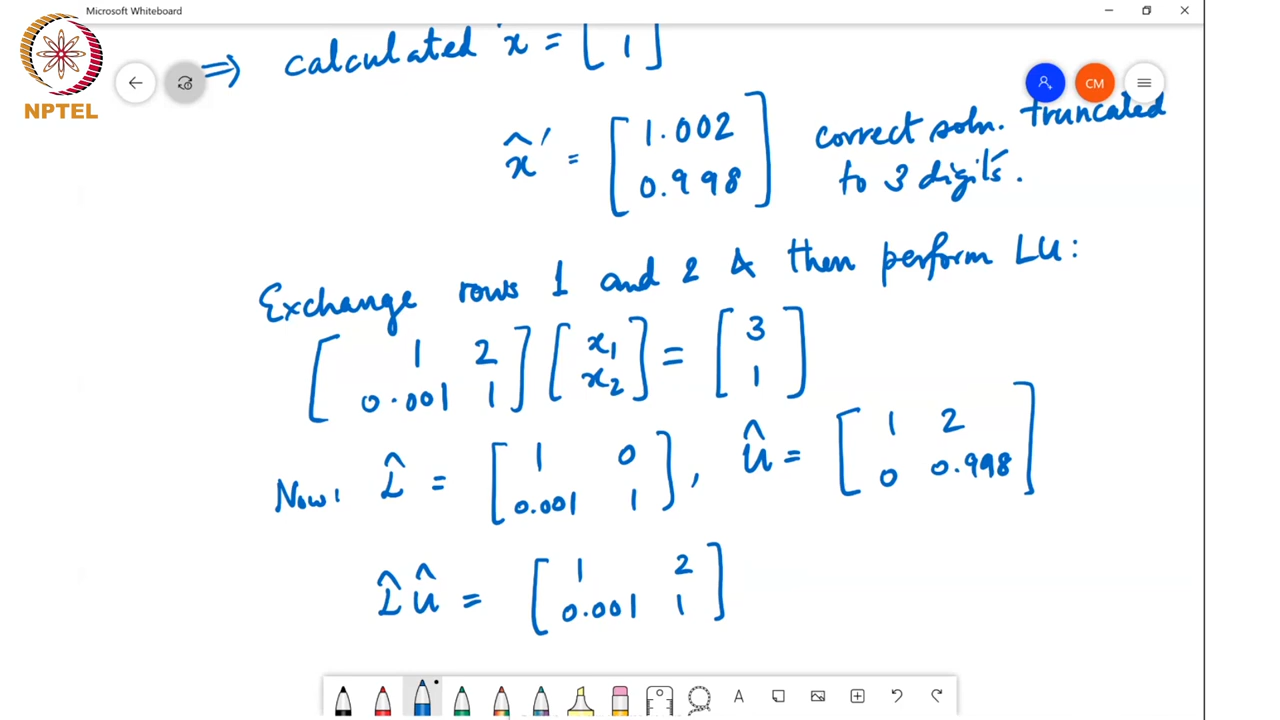 Microsoft Whiteboard
NPTEL
CM
⇒ calculated x = [ 1 ]
x̂′ = [ 1.002 correct soln. truncated
0.998 ] to 3 digits.
Exchange rows 1 and 2 & then perform LU:
[ 1 2 ] [ x₁ ] = [ 3 ]
[ 0.001 1 ] [ x₂ ] [ 1 ]
Now: L̂ = [ 1 0 ], Û = [ 1 2 ]
[ 0.001 1 ] [ 0 0.998 ]
L̂Û = [ 1 2 ]
[ 0.001 1 ]
A